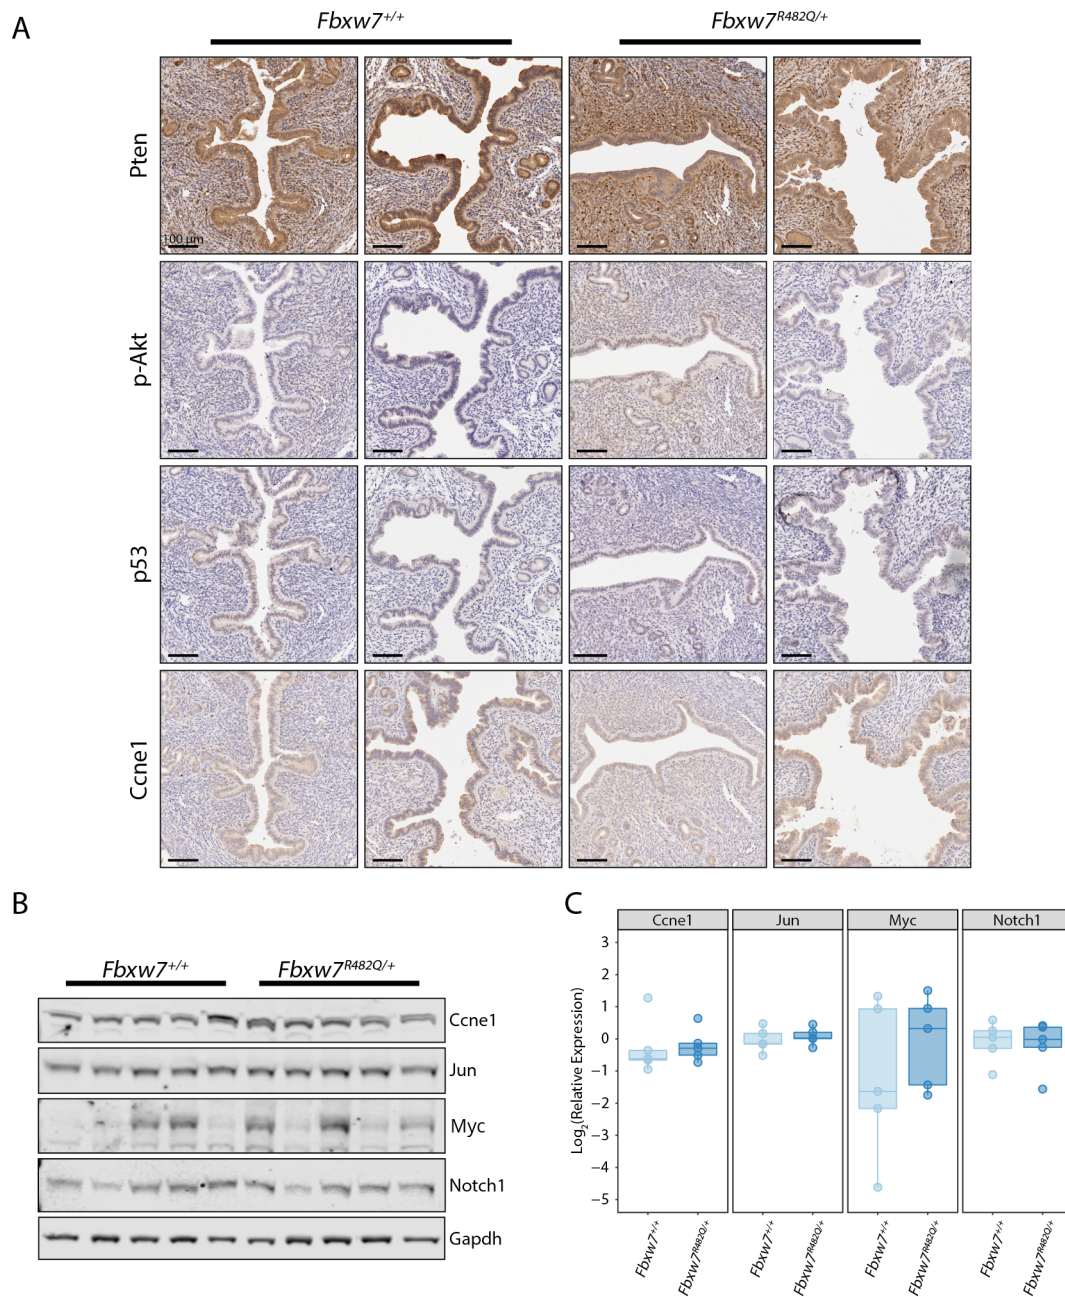 A
Fbxw7+/+
Fbxw7R482Q/+
Pten
100 μm
p-Akt
p53
Ccne1
B
Fbxw7+/+
Fbxw7R482Q/+
Ccne1
Jun
Myc
Notch1
Gapdh
C
Ccne1
Jun
Myc
Notch1
Log2(Relative Expression)
3
2
1
0
−1
−2
−3
−4
−5
Fbxw7+/+
Fbxw7R482Q/+
Fbxw7+/+
Fbxw7R482Q/+
Fbxw7+/+
Fbxw7R482Q/+
Fbxw7+/+
Fbxw7R482Q/+